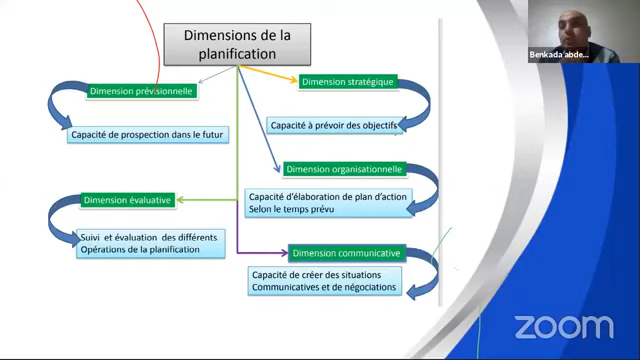 Dimensions de la
planification
Benkada abde...
Dimension prévisionnelle
Dimension stratégique
Capacité de prospection dans le futur
Capacité à prévoir des objectifs
Dimension organisationnelle
Dimension évaluative
Capacité d'élaboration de plan d'action
Selon le temps prévu
Suivi et évaluation des différents
Opérations de la planification
Dimension communicative
Capacité de créer des situations
Communicatives et de négociations
zoom